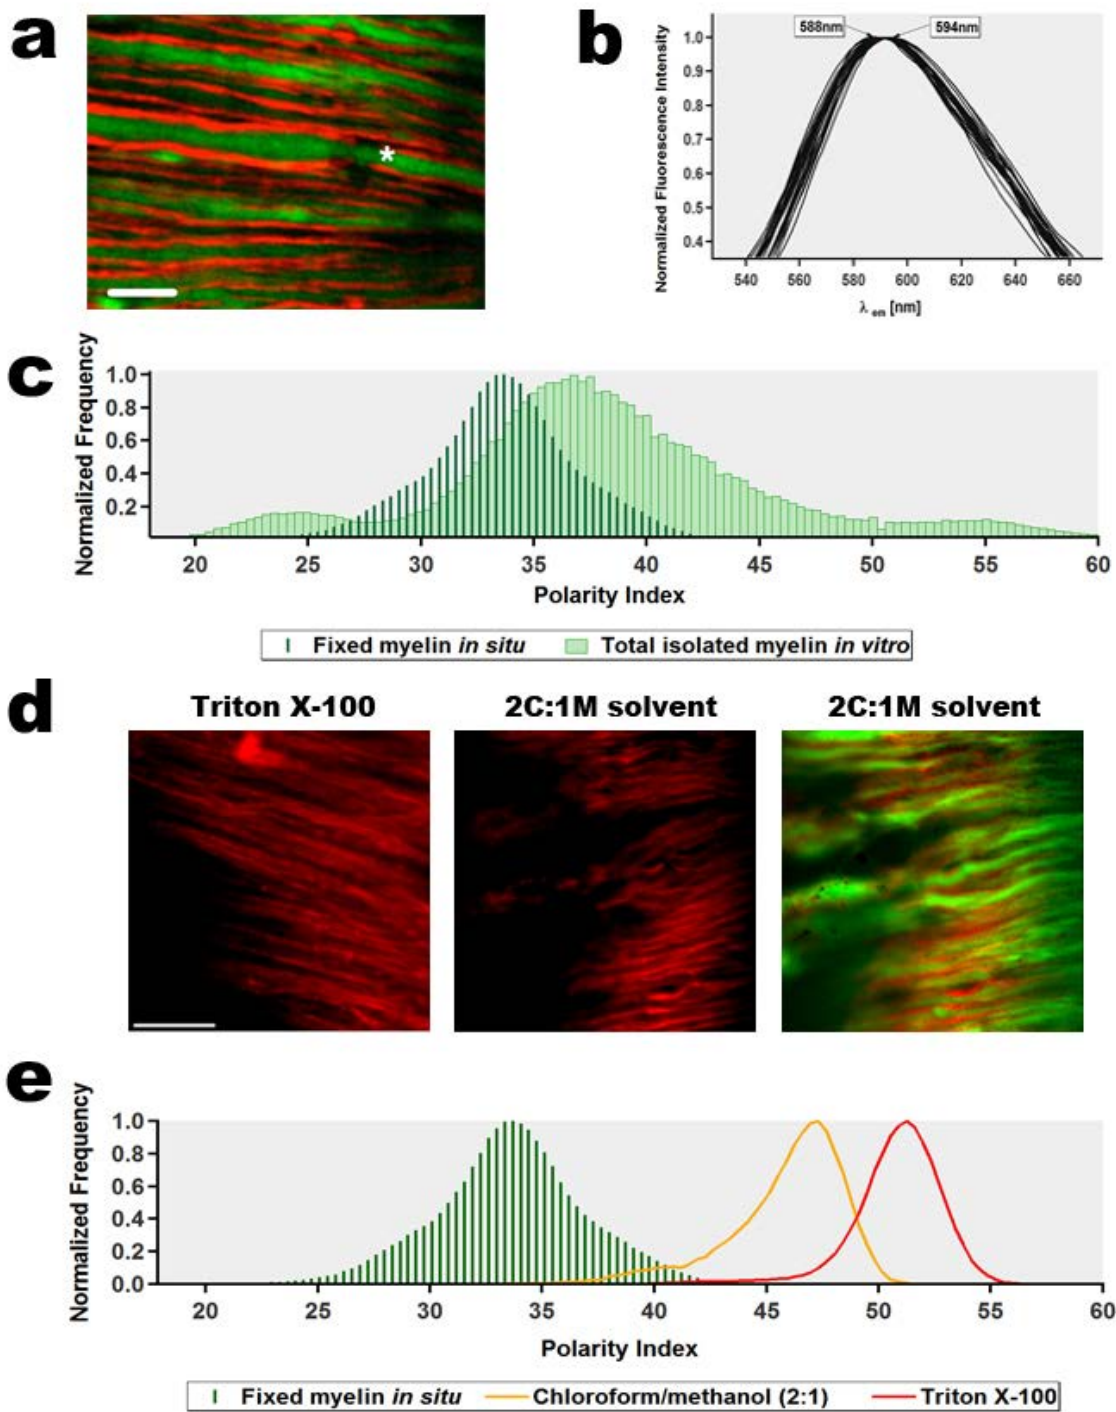 a
*
b
588nm
594nm
Normalized Fluorescence Intensity
1.0
0.9
0.8
0.7
0.6
0.5
0.4
540 560 580 600 620 640 660
λ em [nm]
c
Normalized Frequency
1.0
0.8
0.6
0.4
0.2
20 25 30 35 40 45 50 55 60
Polarity Index
Fixed myelin in situ Total isolated myelin in vitro
d
Triton X-100 2C:1M solvent 2C:1M solvent
e
Normalized Frequency
1.0
0.8
0.6
0.4
0.2
0.0
20 25 30 35 40 45 50 55 60
Polarity Index
Fixed myelin in situ Chloroform/methanol (2:1) Triton X-100